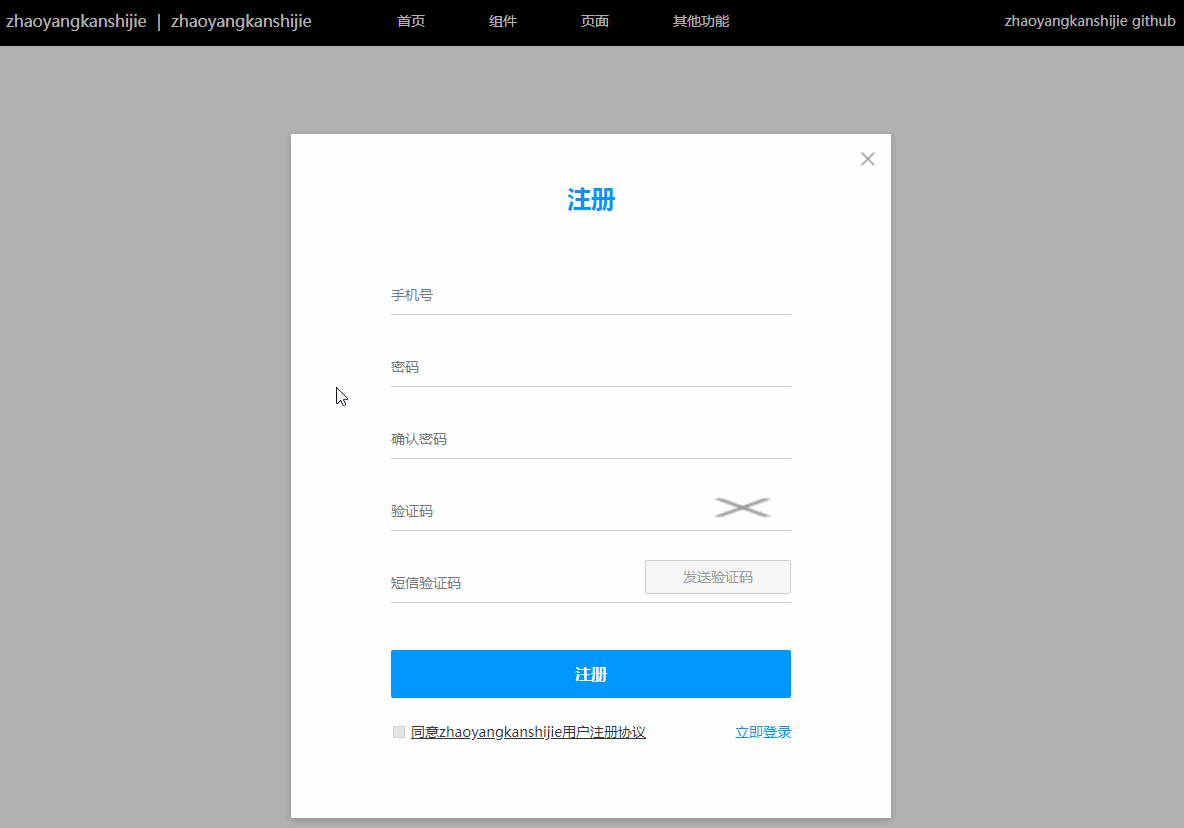 zhaoyangkanshijie | zhaoyangkanshijie 首页 组件 页面 其他功能 zhaoyangkanshijie github
注册
手机号
密码
确认密码
验证码
短信验证码 发送验证码
注册
同意zhaoyangkanshijie用户注册协议 立即登录